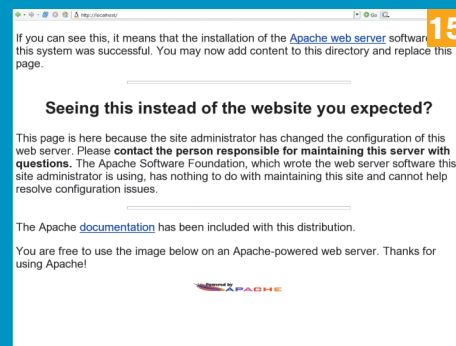 http://localhost/
Go
15
If you can see this, it means that the installation of the Apache web server software
this system was successful. You may now add content to this directory and replace this
page.
Seeing this instead of the website you expected?
This page is here because the site administrator has changed the configuration of this
web server. Please contact the person responsible for maintaining this server with
questions. The Apache Software Foundation, which wrote the web server software this
site administrator is using, has nothing to do with maintaining this site and cannot help
resolve configuration issues.
The Apache documentation has been included with this distribution.
You are free to use the image below on an Apache-powered web server. Thanks for
using Apache!
Powered by
APACHE